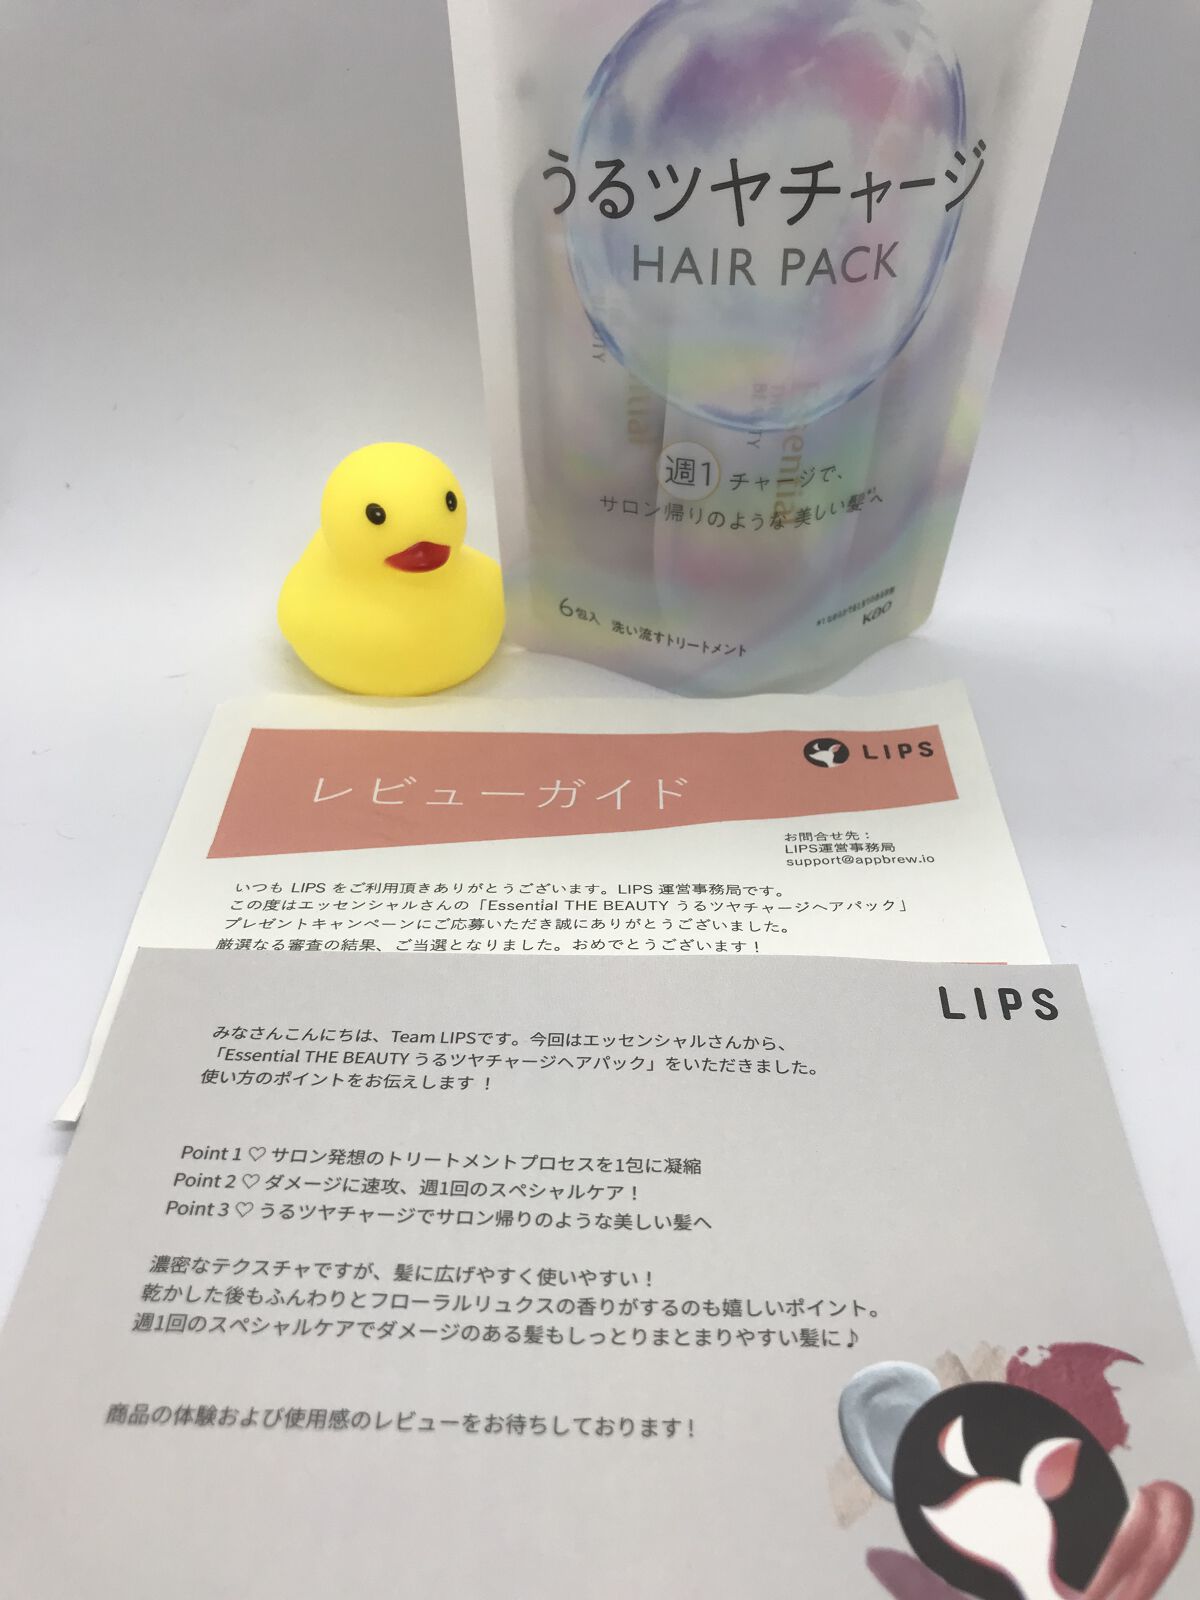 うるツヤチャージ
HAIR PACK
週1 チャージで、
サロン帰りのような 美しい髪へ
6包入 洗い流すトリートメント
Kao
Essential
THE
BEAUTY
LIPS
レビューガイド
お問合せ先：
LIPS運営事務局
support@appbrew.io
いつも LIPS をご利用頂きありがとうございます。LIPS 運営事務局です。
この度はエッセンシャルさんの「Essential THE BEAUTY うるツヤチャージヘアパック」
プレゼントキャンペーンにご応募いただき誠にありがとうございました。
厳選なる審査の結果、ご当選となりました。おめでとうございます！
LIPS
みなさんこんにちは、Team LIPSです。今回はエッセンシャルさんから、
「Essential THE BEAUTY うるツヤチャージヘアパック」をいただきました。
使い方のポイントをお伝えします！
Point 1 ♡ サロン発想のトリートメントプロセスを1包に凝縮
Point 2 ♡ ダメージに速攻、週1回のスペシャルケア！
Point 3 ♡ うるツヤチャージでサロン帰りのような美しい髪へ
濃密なテクスチャですが、髪に広げやすく使いやすい！
乾かした後もふんわりとフローラルリュクスの香りがするのも嬉しいポイント。
週1回のスペシャルケアでダメージのある髪もしっとりまとまりやすい髪に♪
商品の体験および使用感のレビューをお待ちしております！